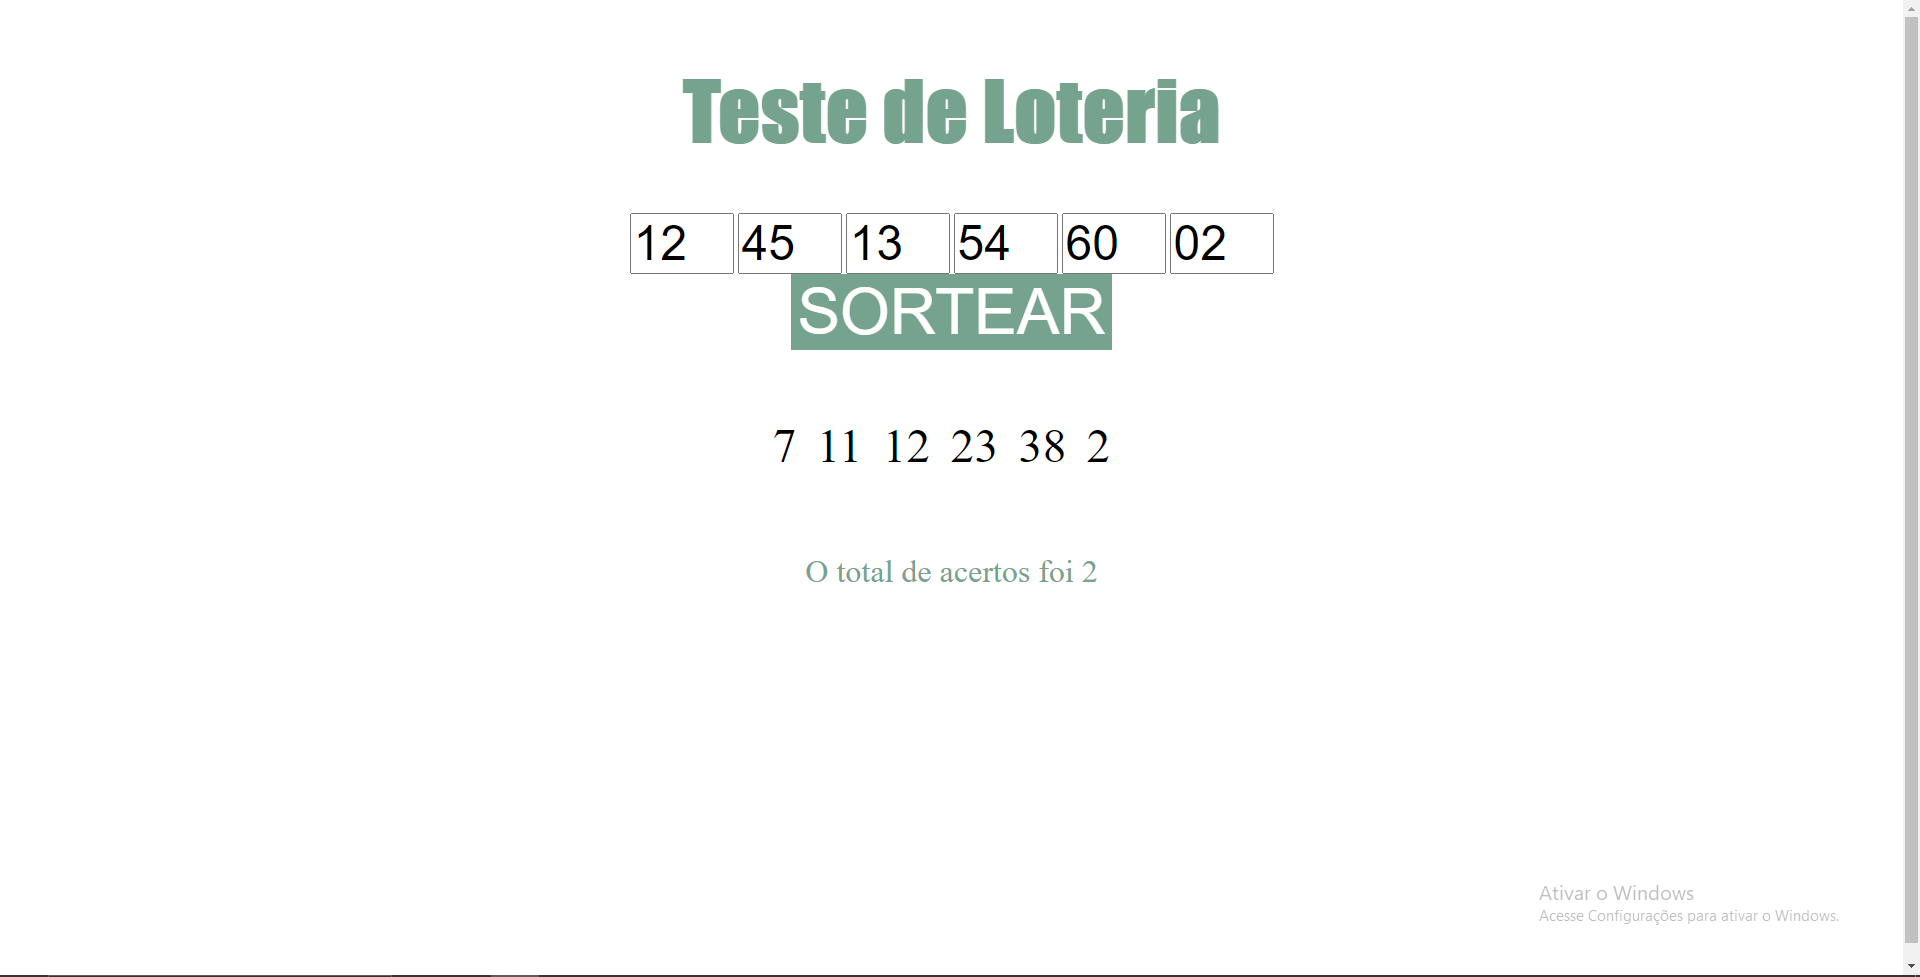 Teste de Loteria
12 45 13 54 60 02
SORTEAR
7 11 12 23 38 2
O total de acertos foi 2
Ativar o Windows
Acesse Configurações para ativar o Windows.